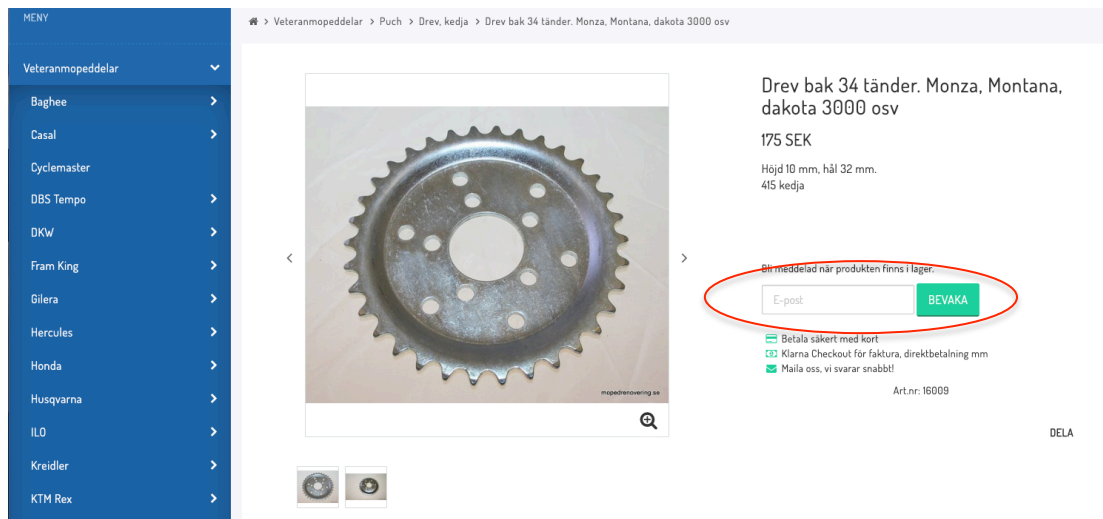 MENY
Veteranmopeddelar > Puch > Drev, kedja > Drev bak 34 tänder. Monza, Montana, dakota 3000 osv
Veteranmopeddelar
Baghee
Casal
Cyclemaster
DBS Tempo
DKW
Fram King
Gilera
Hercules
Honda
Husqvarna
ILO
Kreidler
KTM Rex
mopedrenovering.se
Drev bak 34 tänder. Monza, Montana,
dakota 3000 osv
175 SEK
Höjd 10 mm, hål 32 mm.
415 kedja
Bli meddelad när produkten finns i lager.
E-post BEVAKA
Betala säkert med kort
Klarna Checkout för faktura, direktbetalning mm
Maila oss, vi svarar snabbt!
Art.nr: 16009
DELA